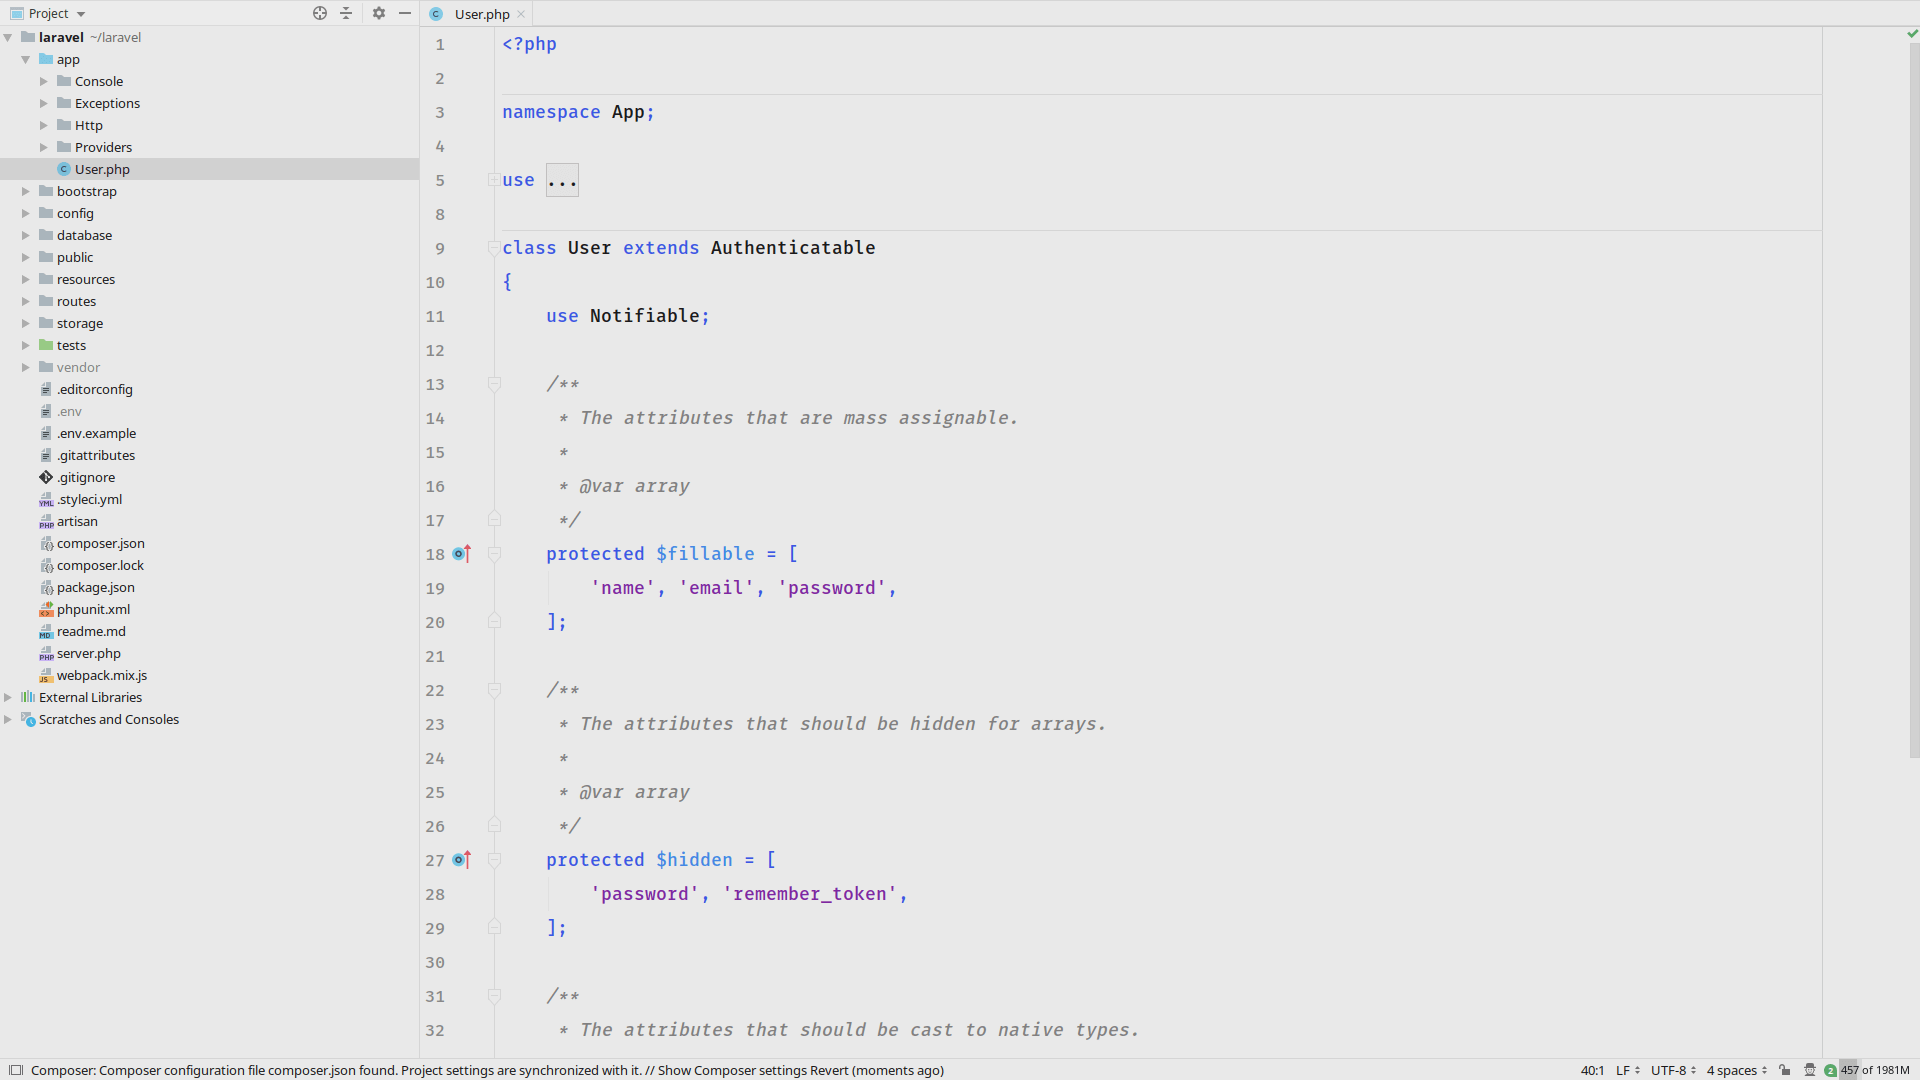 Project
laravel ~/laravel
app
Console
Exceptions
Http
Providers
User.php
bootstrap
config
database
public
resources
routes
storage
tests
vendor
.editorconfig
.env
.env.example
.gitattributes
.gitignore
.styleci.yml
artisan
composer.json
composer.lock
package.json
phpunit.xml
readme.md
server.php
webpack.mix.js
External Libraries
Scratches and Consoles
User.php
1 <?php
2
3 namespace App;
4
5 use ...
8
9 class User extends Authenticatable
10 {
11 use Notifiable;
12
13 /**
14 * The attributes that are mass assignable.
15 *
16 * @var array
17 */
18 protected $fillable = [
19 'name', 'email', 'password',
20 ];
21
22 /**
23 * The attributes that should be hidden for arrays.
24 *
25 * @var array
26 */
27 protected $hidden = [
28 'password', 'remember_token',
29 ];
30
31 /**
32 * The attributes that should be cast to native types.
Composer: Composer configuration file composer.json found. Project settings are synchronized with it. // Show Composer settings Revert (moments ago)
40:1 LF UTF-8 4 spaces 2 457 of 1981M